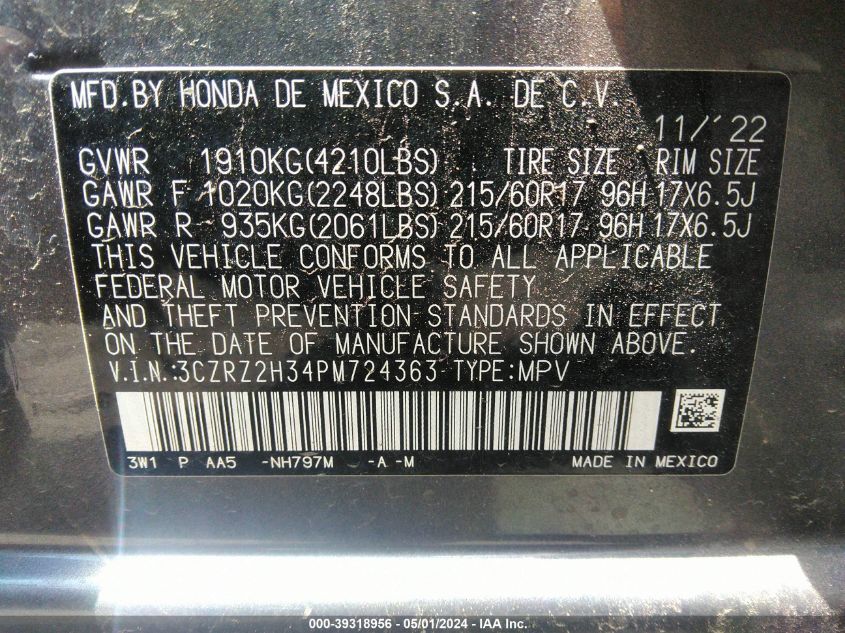 MFD.BY HONDA DE MEXICO S.A. DE C.V.
11/'22
GVWR 1910KG(4210LBS) TIRE SIZE RIM SIZE
GAWR F 1020KG(2248LBS) 215/60R17 96H 17X6.5J
GAWR R 935KG(2061LBS) 215/60R17 96H 17X6.5J
THIS VEHICLE CONFORMS TO ALL APPLICABLE
FEDERAL MOTOR VEHICLE SAFETY
AND THEFT PREVENTION STANDARDS IN EFFECT
ON THE DATE OF MANUFACTURE SHOWN ABOVE.
V.I.N.:3CZRZ2H34PM724363 TYPE:MPV
3W1 P AA5 -NH797M -A -M MADE IN MEXICO
000-39318956 - 05/01/2024 - IAA Inc.